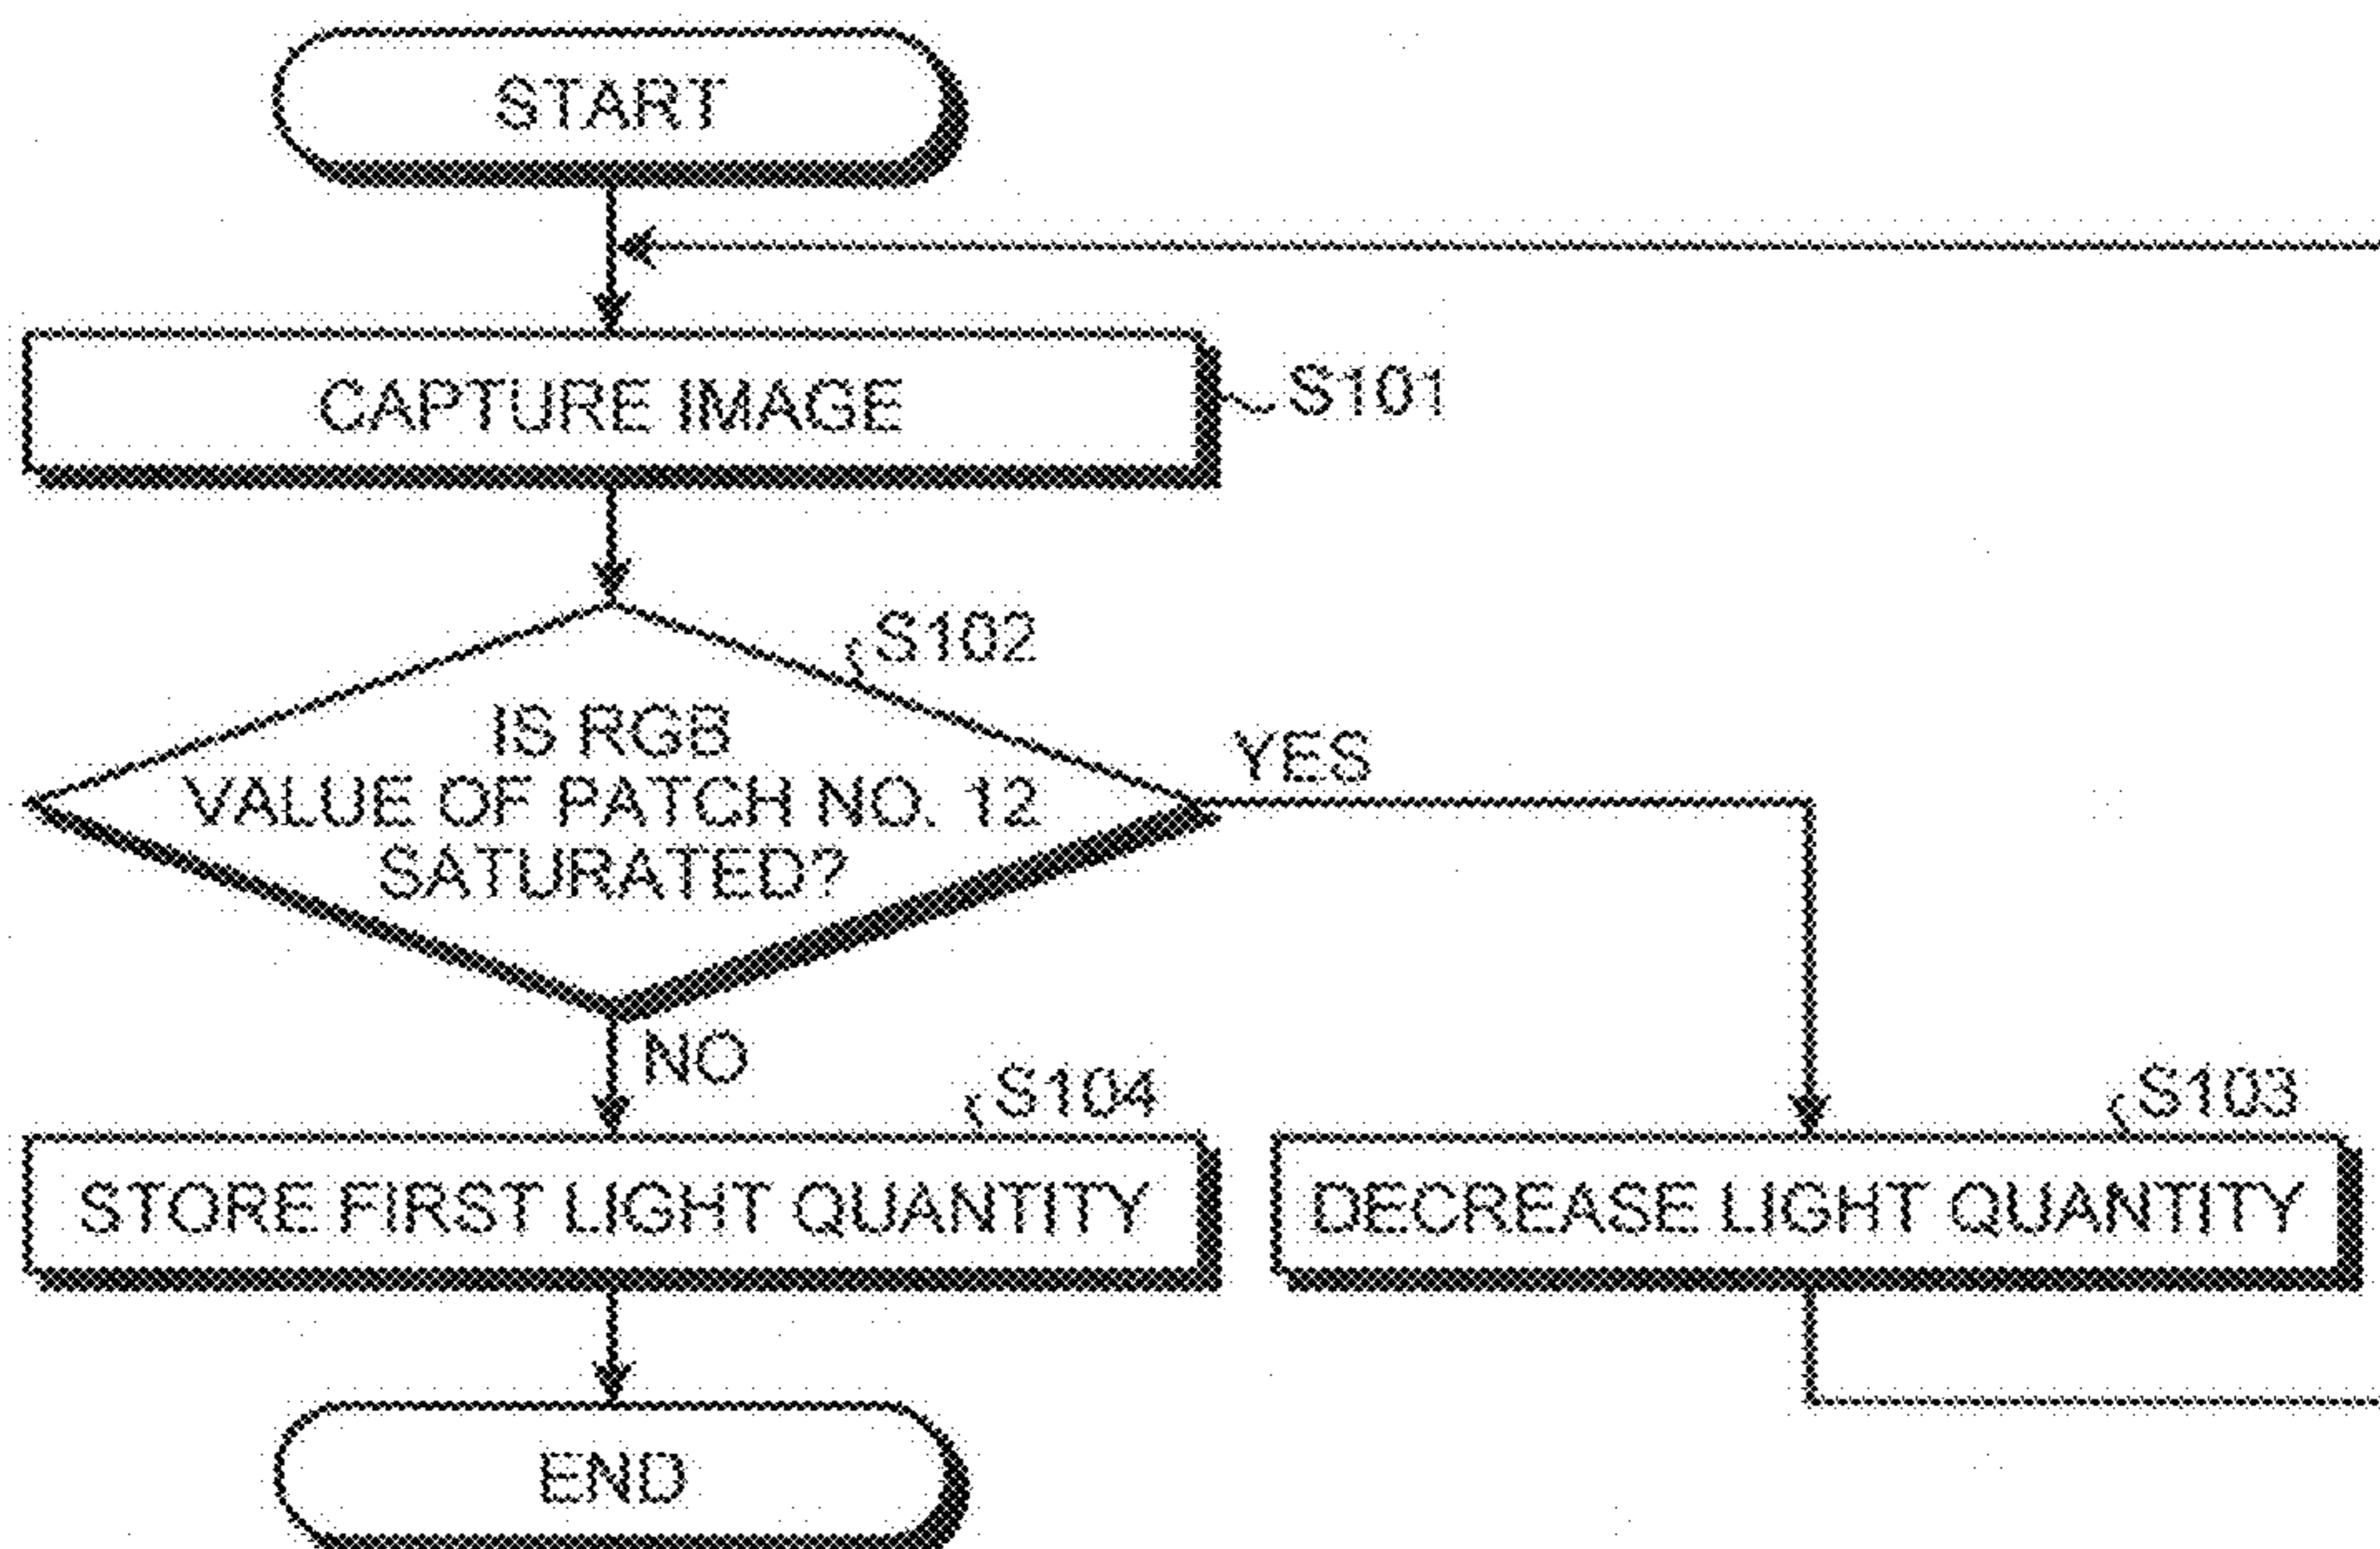 START
CAPTURE IMAGE
S101
S102
IS RGB
VALUE OF PATCH NO. 12
SATURATED?
YES
NO
S104
STORE FIRST LIGHT QUANTITY
S103
DECREASE LIGHT QUANTITY
END